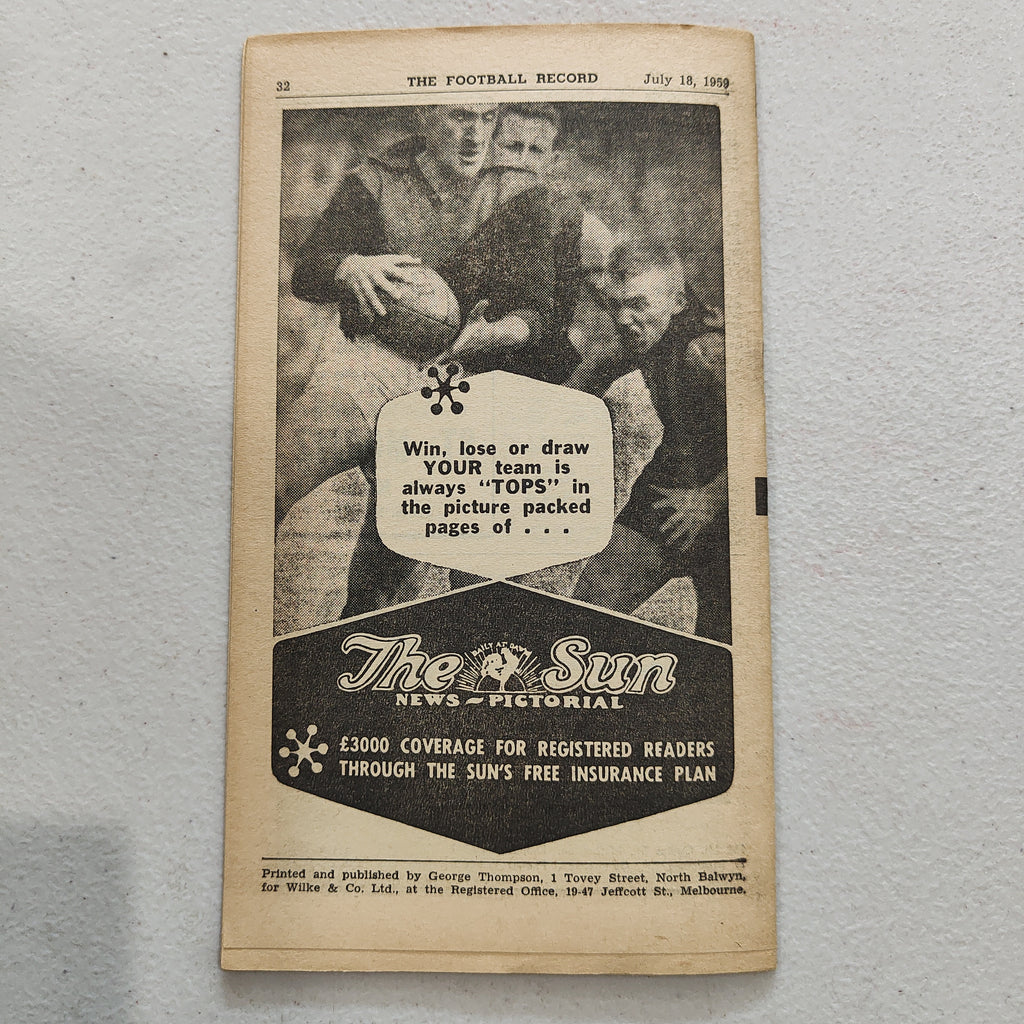 32 THE FOOTBALL RECORD July 18, 1959
Win, lose or draw
YOUR team is
always “TOPS” in
the picture packed
pages of . . .
DAILY AT DAWN
The Sun
NEWS-PICTORIAL
£3000 COVERAGE FOR REGISTERED READERS
THROUGH THE SUN'S FREE INSURANCE PLAN
Printed and published by George Thompson, 1 Tovey Street, North Balwyn,
for Wilke & Co. Ltd., at the Registered Office, 19-47 Jeffcott St., Melbourne.